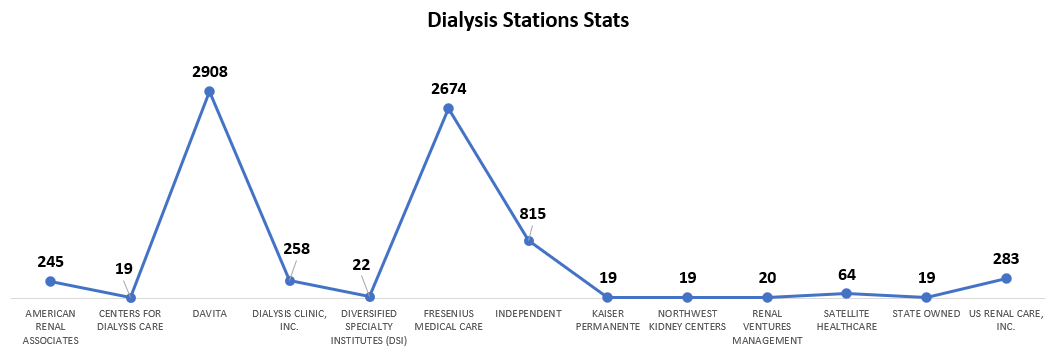 Dialysis Stations Stats
2908
2674
815
245
19
258
22
19
19
20
64
19
283
AMERICAN
RENAL
ASSOCIATES
CENTERS FOR
DIALYSIS CARE
DAVITA
DIALYSIS CLINIC,
INC.
DIVERSIFIED
SPECIALTY
INSTITUTES (DSI)
FRESENIUS
MEDICAL CARE
INDEPENDENT
KAISER
PERMANENTE
NORTHWEST
KIDNEY CENTERS
RENAL
VENTURES
MANAGEMENT
SATELLITE
HEALTHCARE
STATE OWNED
US RENAL CARE,
INC.